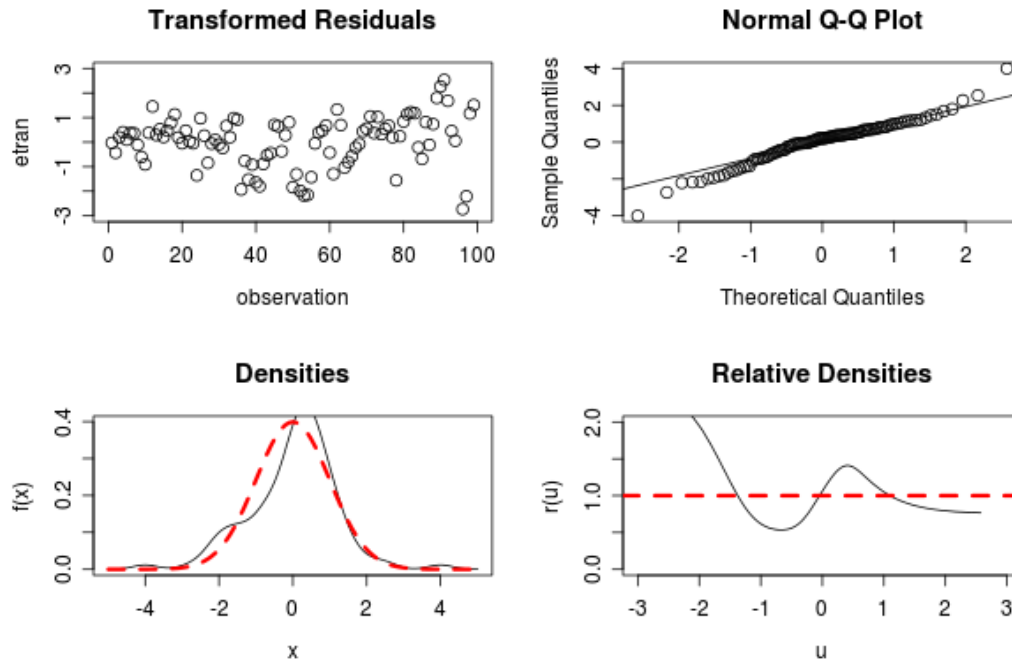 Transformed Residuals
etran
3
1
-1
-3
0 20 40 60 80 100
observation
Normal Q-Q Plot
Sample Quantiles
4
2
0
-4
-2 -1 0 1 2
Theoretical Quantiles
Densities
f(x)
0.4
0.2
0.0
-4 -2 0 2 4
x
Relative Densities
r(u)
2.0
1.0
0.0
-3 -2 -1 0 1 2 3
u